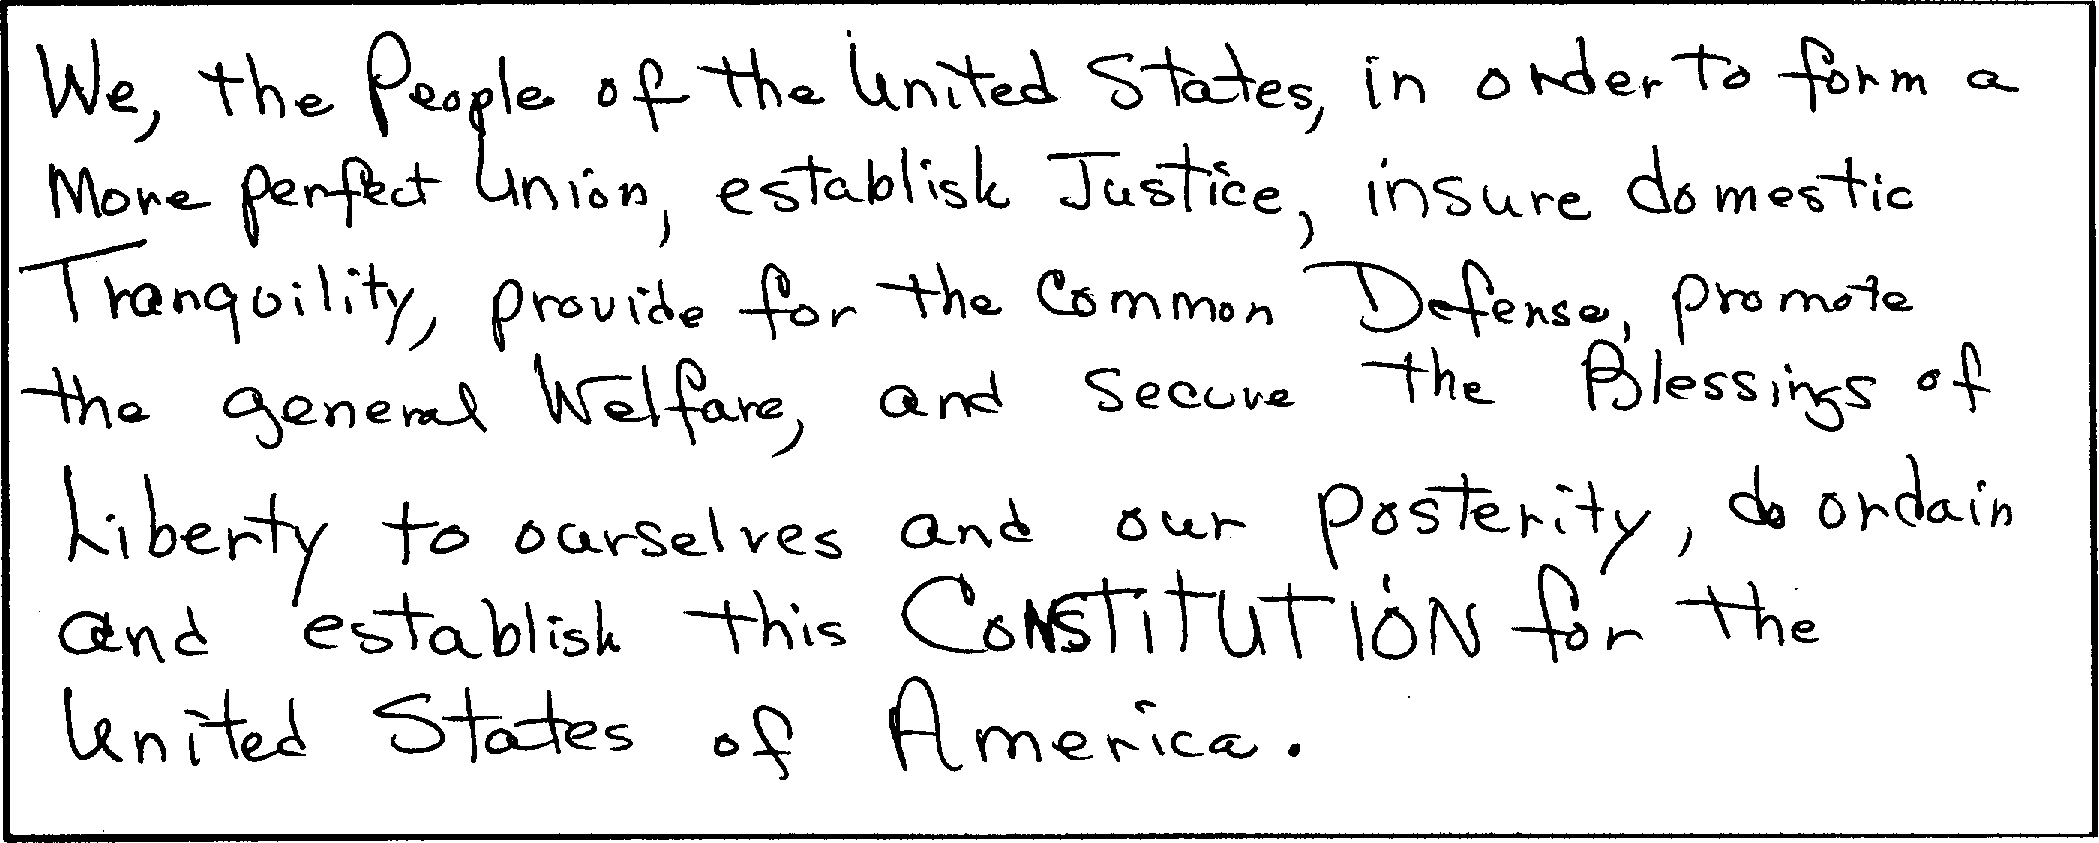 We, the People of the United States, in order to form a
More perfect Union, establish Justice, insure domestic
Tranquility, provide for the Common Defense, promote
the general Welfare, and secure the Blessings of
Liberty to ourselves and our posterity, do ordain
and establish this CONSTITUTION for the
United States of America.